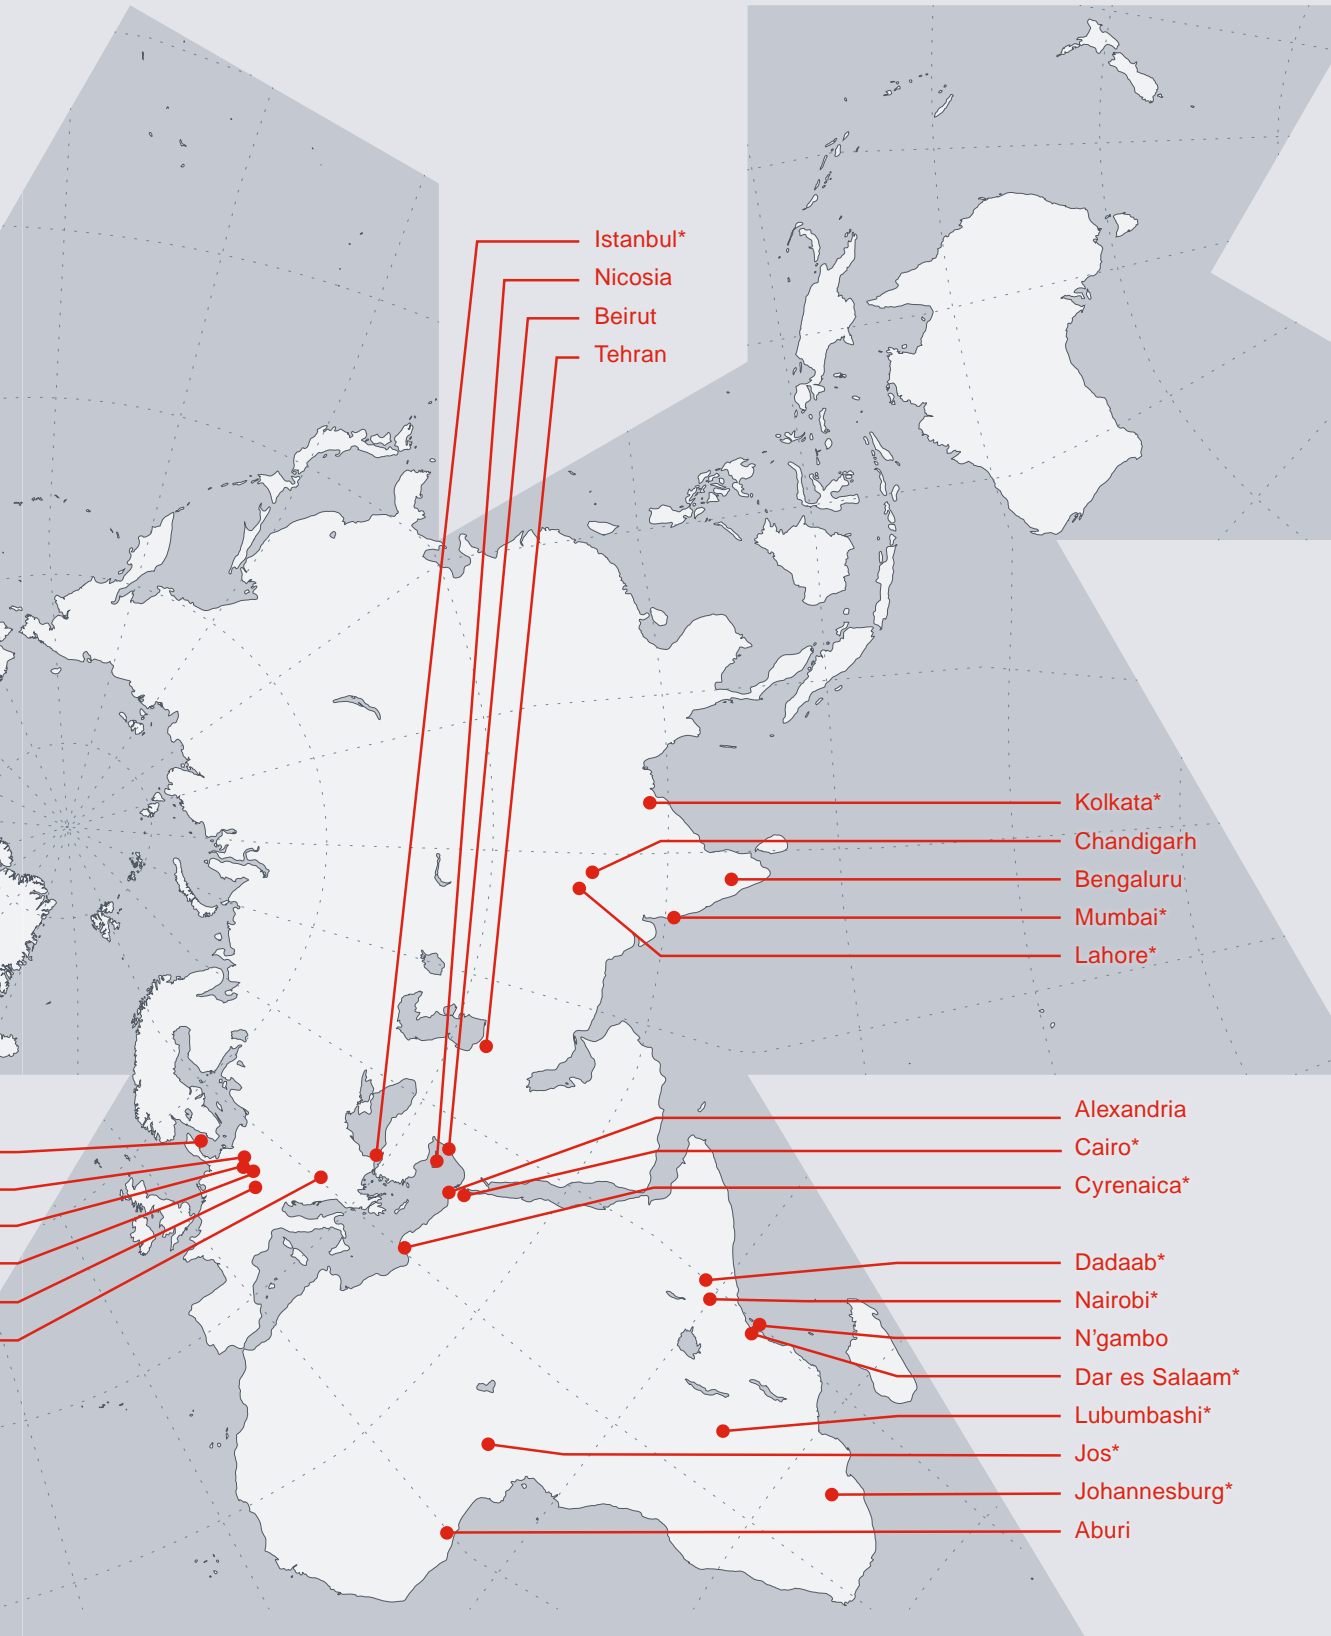 Istanbul*
Nicosia
Beirut
Tehran
Kolkata*
Chandigarh
Bengaluru
Mumbai*
Lahore*
Alexandria
Cairo*
Cyrenaica*
Dadaab*
Nairobi*
N’gambo
Dar es Salaam*
Lubumbashi*
Jos*
Johannesburg*
Aburi